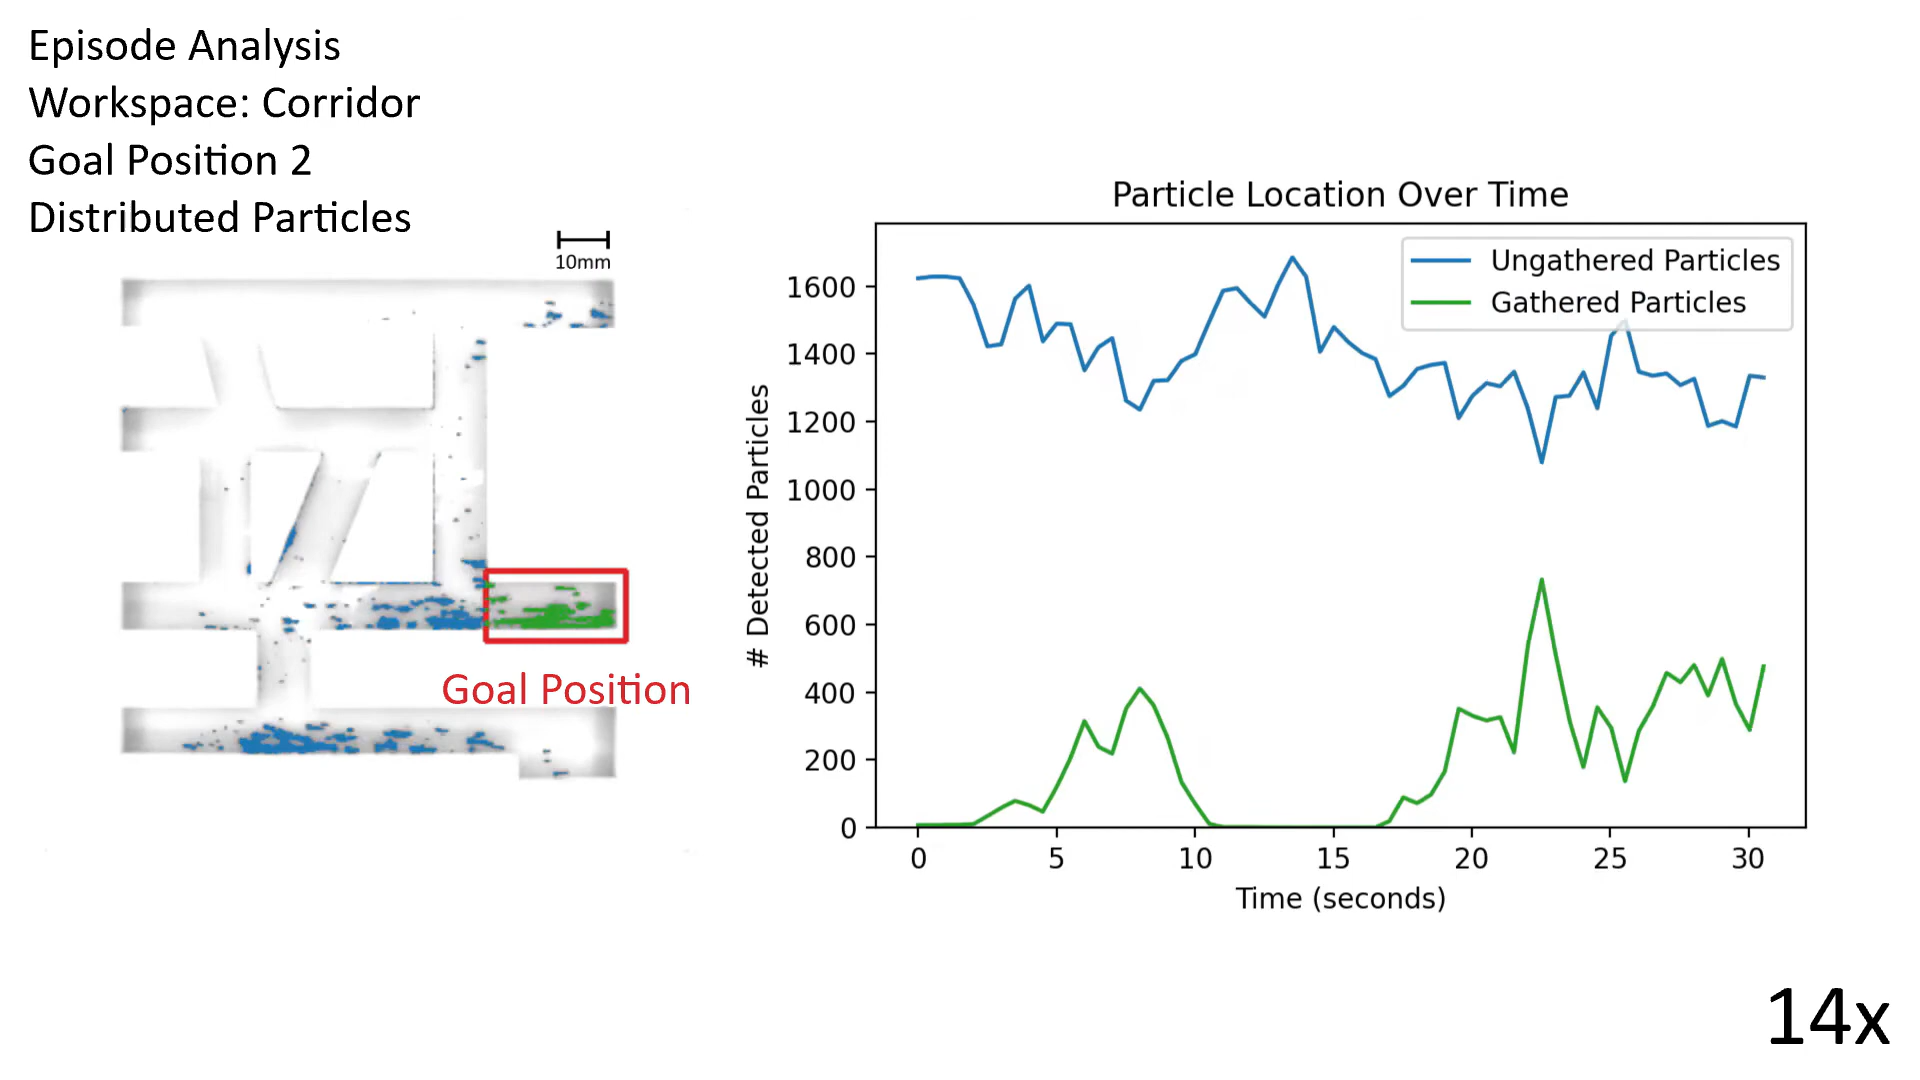 Episode Analysis
Workspace: Corridor
Goal Position 2
Distributed Particles
10mm
Goal Position
Particle Location Over Time
Ungathered Particles
Gathered Particles
# Detected Particles
1600
1400
1200
1000
800
600
400
200
0
0 5 10 15 20 25 30
Time (seconds)
14x